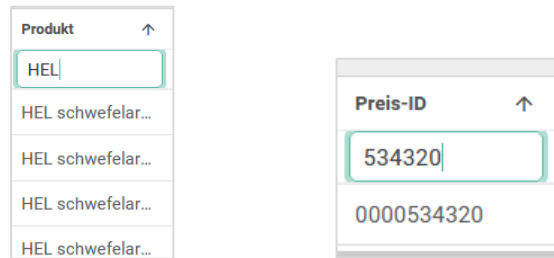 Produkt
HEL
HEL schwefelar...
HEL schwefelar...
HEL schwefelar...
HEL schwefelar...
Preis-ID
534320
0000534320